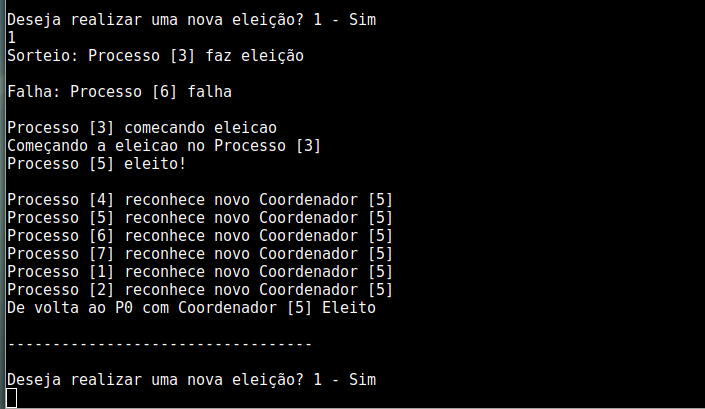 Deseja realizar uma nova eleição? 1 - Sim
1
Sorteio: Processo [3] faz eleição
Falha: Processo [6] falha
Processo [3] comecando eleicao
Começando a eleicao no Processo [3]
Processo [5] eleito!
Processo [4] reconhece novo Coordenador [5]
Processo [5] reconhece novo Coordenador [5]
Processo [6] reconhece novo Coordenador [5]
Processo [7] reconhece novo Coordenador [5]
Processo [1] reconhece novo Coordenador [5]
Processo [2] reconhece novo Coordenador [5]
De volta ao P0 com Coordenador [5] Eleito
----------------------------------
Deseja realizar uma nova eleição? 1 - Sim